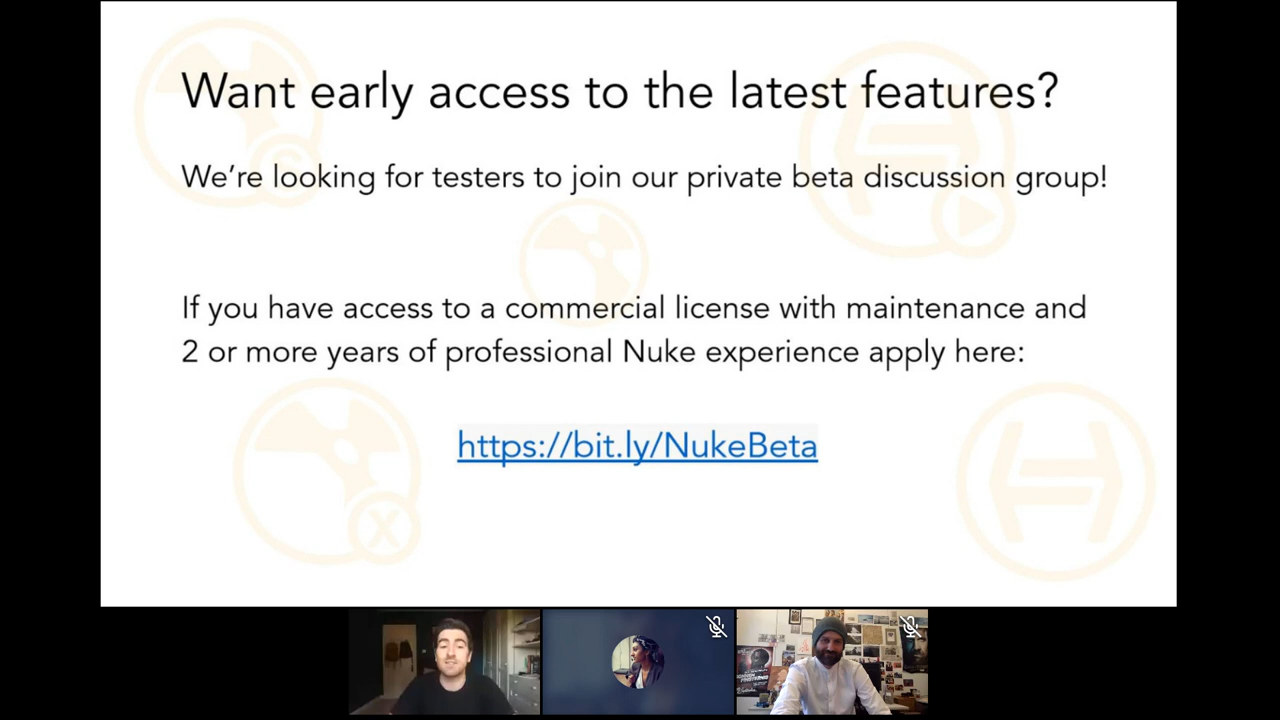 Want early access to the latest features?
We're looking for testers to join our private beta discussion group!
If you have access to a commercial license with maintenance and
2 or more years of professional Nuke experience apply here:
https://bit.ly/NukeBeta